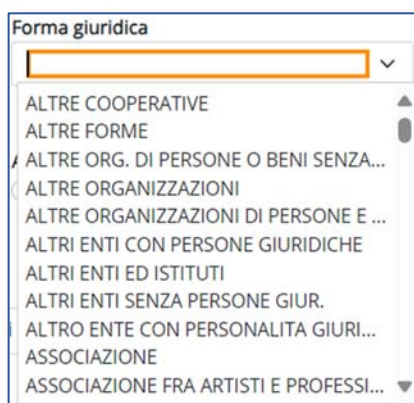 Forma giuridica
ALTRE COOPERATIVE
ALTRE FORME
ALTRE ORG. DI PERSONE O BENI SENZA...
ALTRE ORGANIZZAZIONI
ALTRE ORGANIZZAZIONI DI PERSONE E ...
ALTRI ENTI CON PERSONE GIURIDICHE
ALTRI ENTI ED ISTITUTI
ALTRI ENTI SENZA PERSONE GIUR.
ALTRO ENTE CON PERSONALITA GIURI...
ASSOCIAZIONE
ASSOCIAZIONE FRA ARTISTI E PROFESSI...